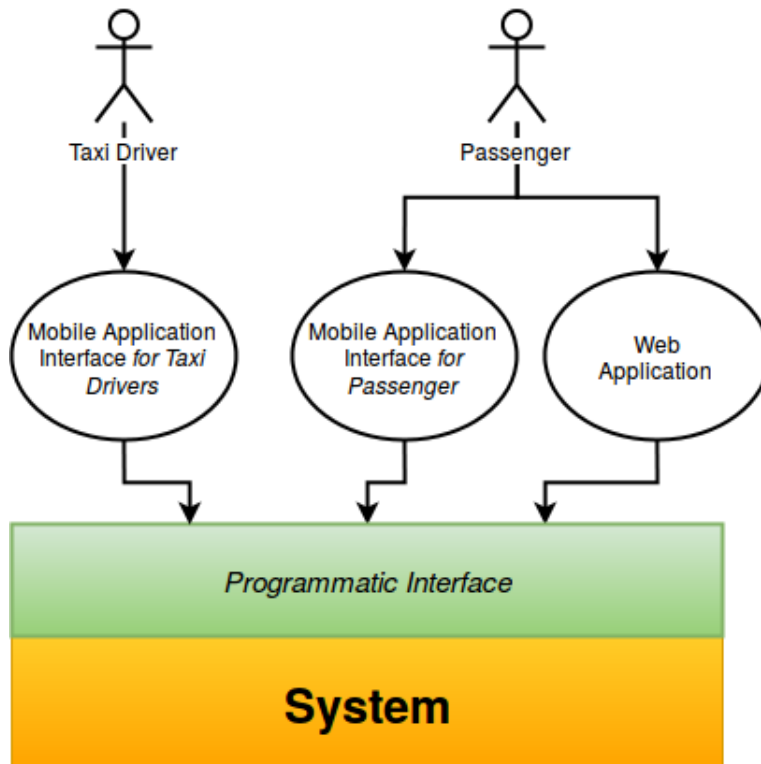 Taxi Driver
Passenger
Mobile Application
Interface for Taxi
Drivers
Mobile Application
Interface for
Passenger
Web
Application
Programmatic Interface
System